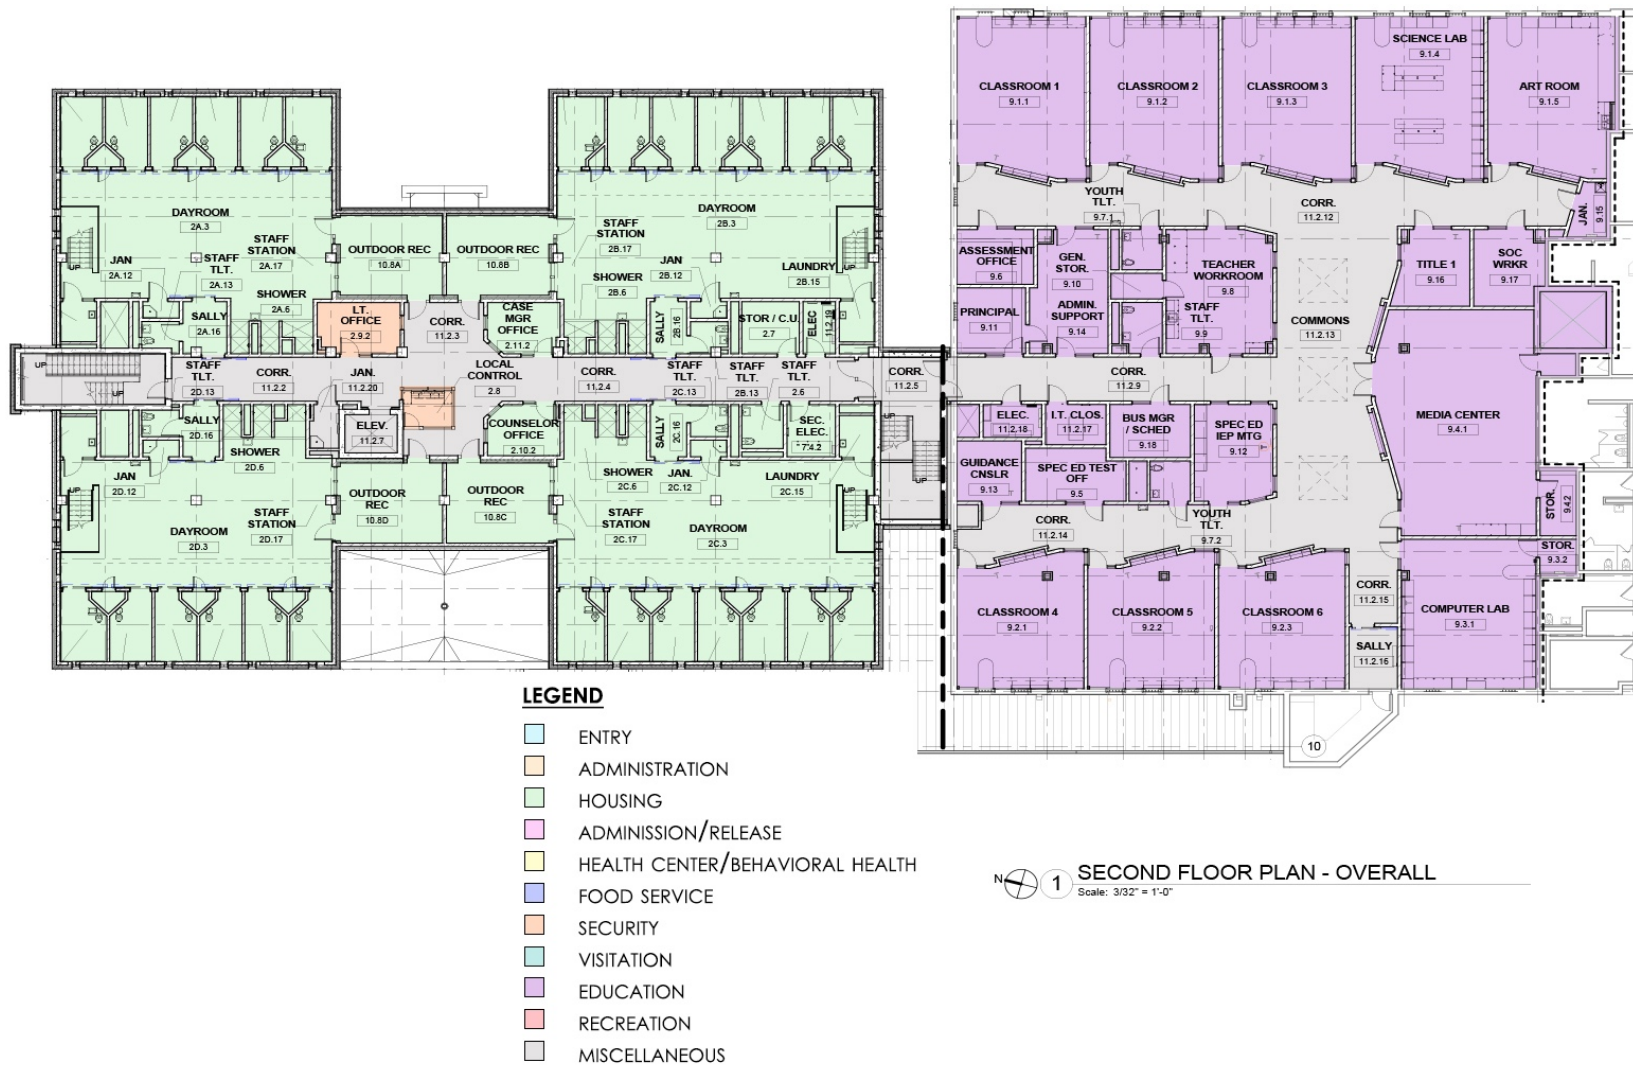 SCIENCE LAB
9.1.4
CLASSROOM 1
9.1.1
CLASSROOM 2
9.1.2
CLASSROOM 3
9.1.3
ART ROOM
9.1.5
YOUTH
TLT.
9.7.1
CORR.
11.2.12
JAN.
9.15
DAYROOM
2A.3
STAFF
STATION
2A.17
JAN
2A.12
STAFF
TLT.
2A.13
SHOWER
2A.6
UP
SALLY
2A.16
OUTDOOR REC
10.8A
OUTDOOR REC
10.8B
STAFF
STATION
2B.17
DAYROOM
2B.3
SHOWER
2B.6
JAN
2B.12
LAUNDRY
2B.15
UP
LT.
OFFICE
2.9.2
CORR.
11.2.3
CASE
MGR
OFFICE
2.11.2
SALLY
2B.16
STOR / C.U.
2.7
ELEC
11.2.19
ASSESSMENT
OFFICE
9.6
GEN.
STOR.
9.10
TEACHER
WORKROOM
9.8
PRINCIPAL
9.11
ADMIN.
SUPPORT
9.14
STAFF
TLT.
9.9
COMMONS
11.2.13
TITLE 1
9.16
SOC
WRKR
9.17
UP
UP
STAFF
TLT.
2D.13
CORR.
11.2.2
JAN.
11.2.20
LOCAL
CONTROL
2.8
CORR.
11.2.4
STAFF
TLT.
2C.13
STAFF
TLT.
2B.13
STAFF
TLT.
2.6
CORR.
11.2.5
CORR.
11.2.9
MEDIA CENTER
9.4.1
SALLY
2D.16
ELEV.
11.2.7
COUNSELOR
OFFICE
2.10.2
SALLY
2C.16
SEC.
ELEC.
7.4.2
UP
ELEC.
11.2.18
I.T. CLOS.
11.2.17
BUS MGR
/ SCHED
9.18
SPEC ED
IEP MTG
9.12
GUIDANCE
CNSLR
9.13
SPEC ED TEST
OFF
9.5
SHOWER
2D.6
JAN
2D.12
UP
STAFF
STATION
2D.17
DAYROOM
2D.3
OUTDOOR
REC
10.8D
OUTDOOR
REC
10.8C
SHOWER
2C.6
JAN.
2C.12
LAUNDRY
2C.15
STAFF
STATION
2C.17
DAYROOM
2C.3
UP
CORR.
11.2.14
YOUTH
TLT.
9.7.2
STOR.
9.4.2
STOR.
9.3.2
CLASSROOM 4
9.2.1
CLASSROOM 5
9.2.2
CLASSROOM 6
9.2.3
CORR.
11.2.15
SALLY
11.2.16
COMPUTER LAB
9.3.1
10
LEGEND
ENTRY
ADMINISTRATION
HOUSING
ADMINISSION/RELEASE
HEALTH CENTER/BEHAVIORAL HEALTH
FOOD SERVICE
SECURITY
VISITATION
EDUCATION
RECREATION
MISCELLANEOUS
N
1
SECOND FLOOR PLAN - OVERALL
Scale: 3/32" = 1'-0"